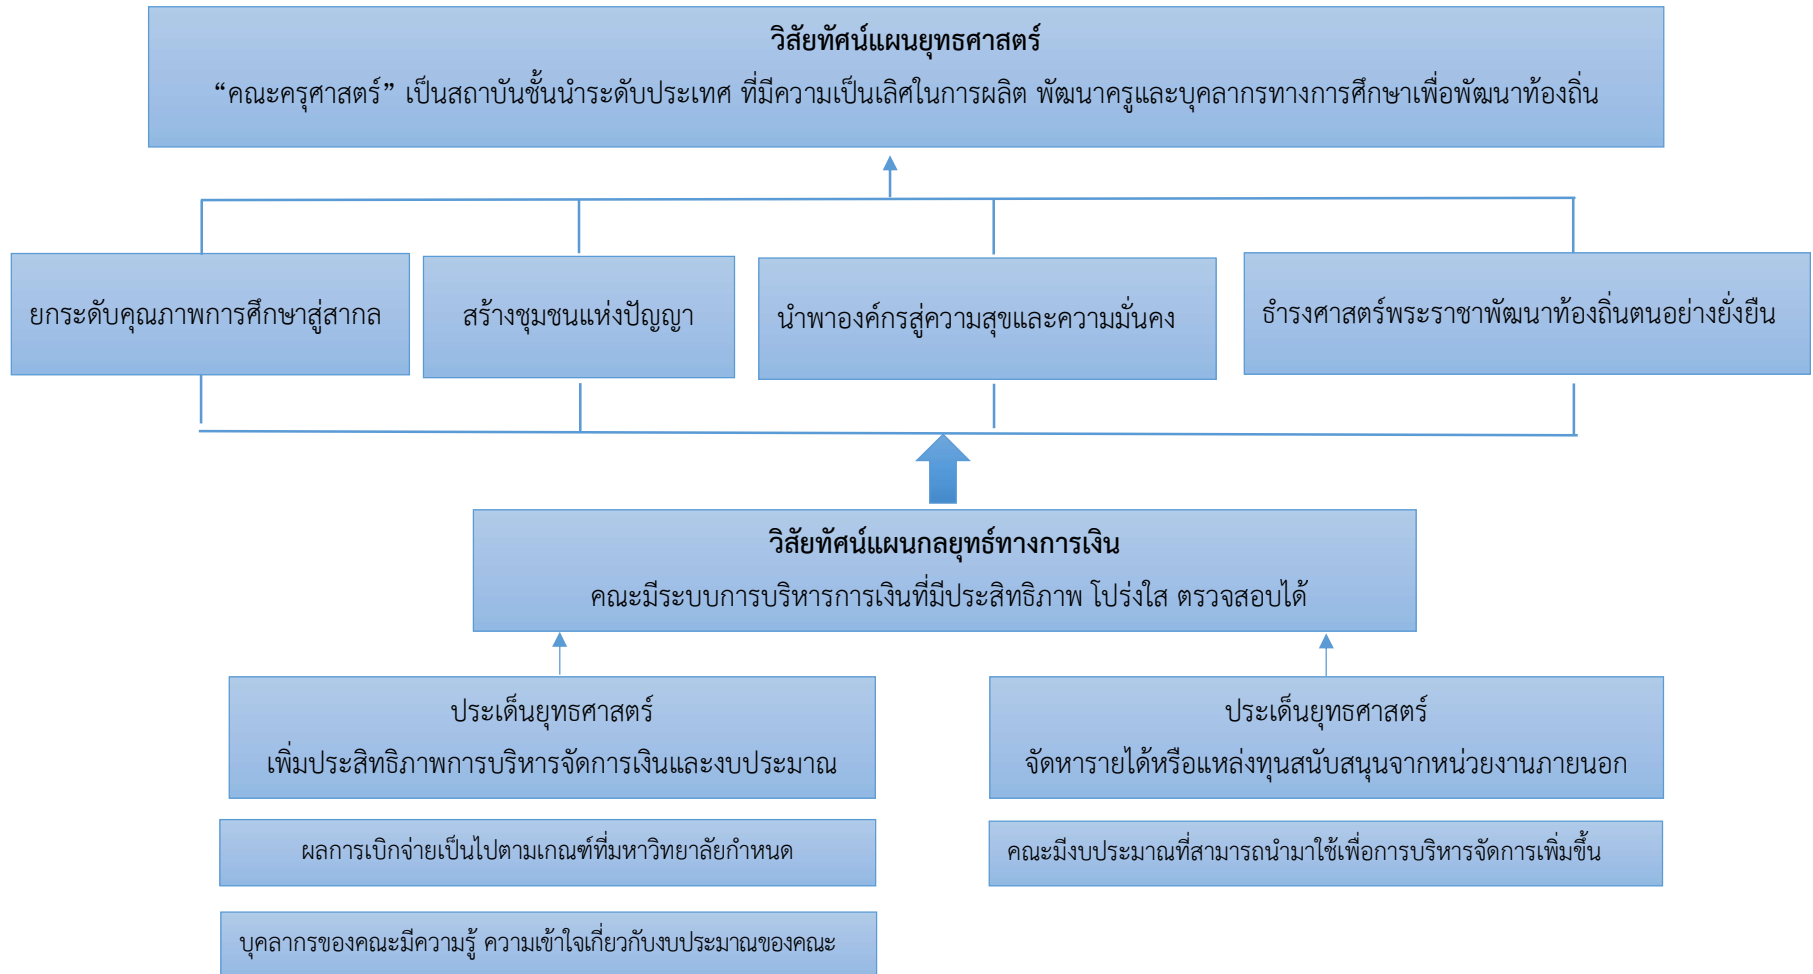 วิสัยทัศน์แผนยุทธศาสตร์
“คณะครุศาสตร์” เป็นสถาบันชั้นนำระดับประเทศ ที่มีความเป็นเลิศในการผลิต พัฒนาครูและบุคลากรทางการศึกษาเพื่อพัฒนาท้องถิ่น
ยกระดับคุณภาพการศึกษาสู่สากล
สร้างชุมชนแห่งปัญญา
นำพาองค์กรสู่ความสุขและความมั่นคง
ธำรงศาสตร์พระราชาพัฒนาท้องถิ่นตนอย่างยั่งยืน
วิสัยทัศน์แผนกลยุทธ์ทางการเงิน
คณะมีระบบการบริหารการเงินที่มีประสิทธิภาพ โปร่งใส ตรวจสอบได้
ประเด็นยุทธศาสตร์
เพิ่มประสิทธิภาพการบริหารจัดการเงินและงบประมาณ
ประเด็นยุทธศาสตร์
จัดหารายได้หรือแหล่งทุนสนับสนุนจากหน่วยงานภายนอก
ผลการเบิกจ่ายเป็นไปตามเกณฑ์ที่มหาวิทยาลัยกำหนด
คณะมีงบประมาณที่สามารถนำมาใช้เพื่อการบริหารจัดการเพิ่มขึ้น
บุคลากรของคณะมีความรู้ ความเข้าใจเกี่ยวกับงบประมาณของคณะ